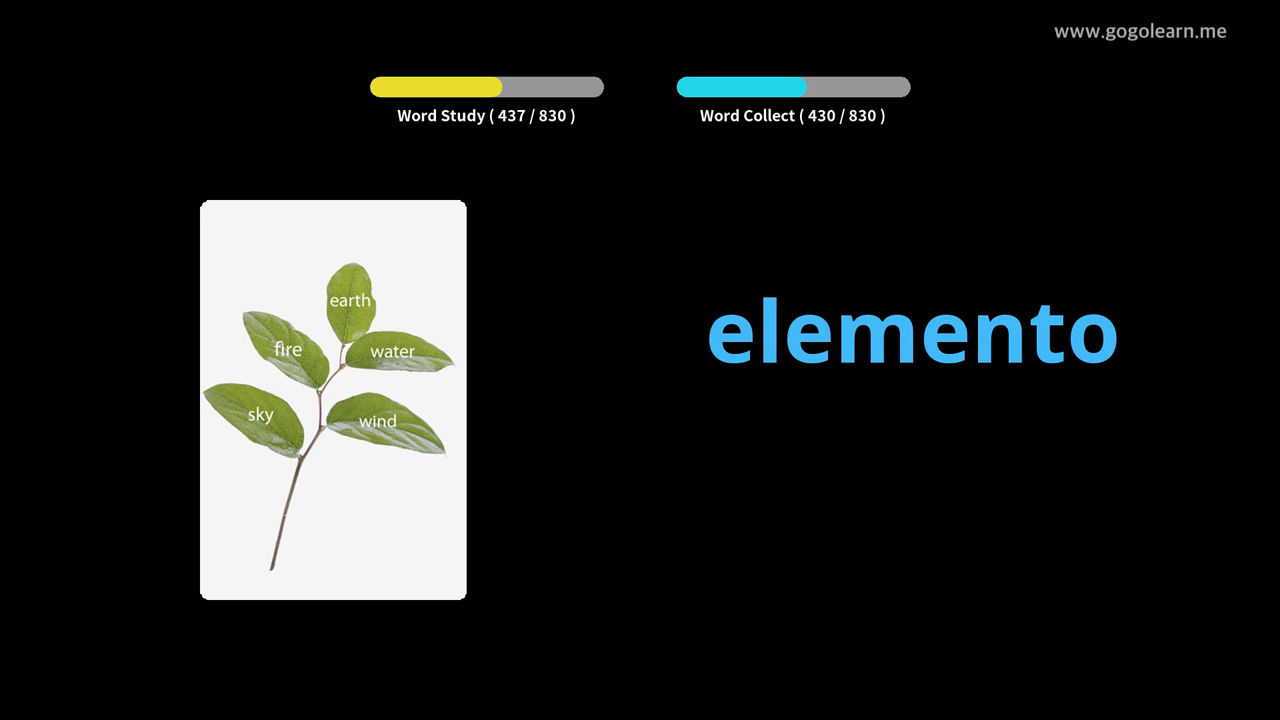 www.gogolearn.me
Word Study ( 437 / 830 )
Word Collect ( 430 / 830 )
earth
fire
water
sky
wind
elemento